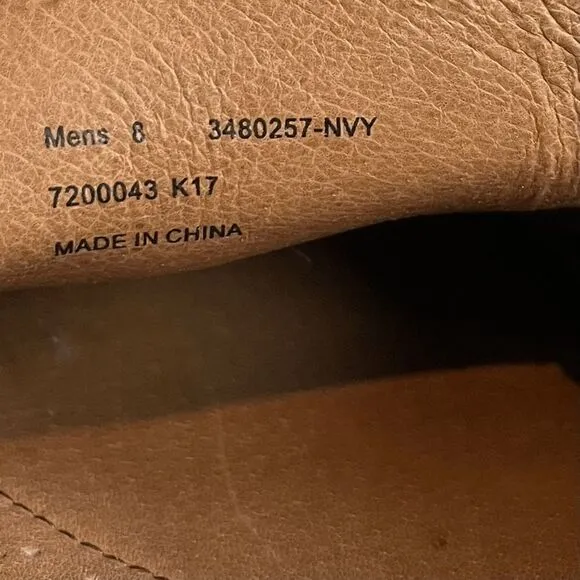 Mens 8 3480257-NVY
7200043 K17
MADE IN CHINA